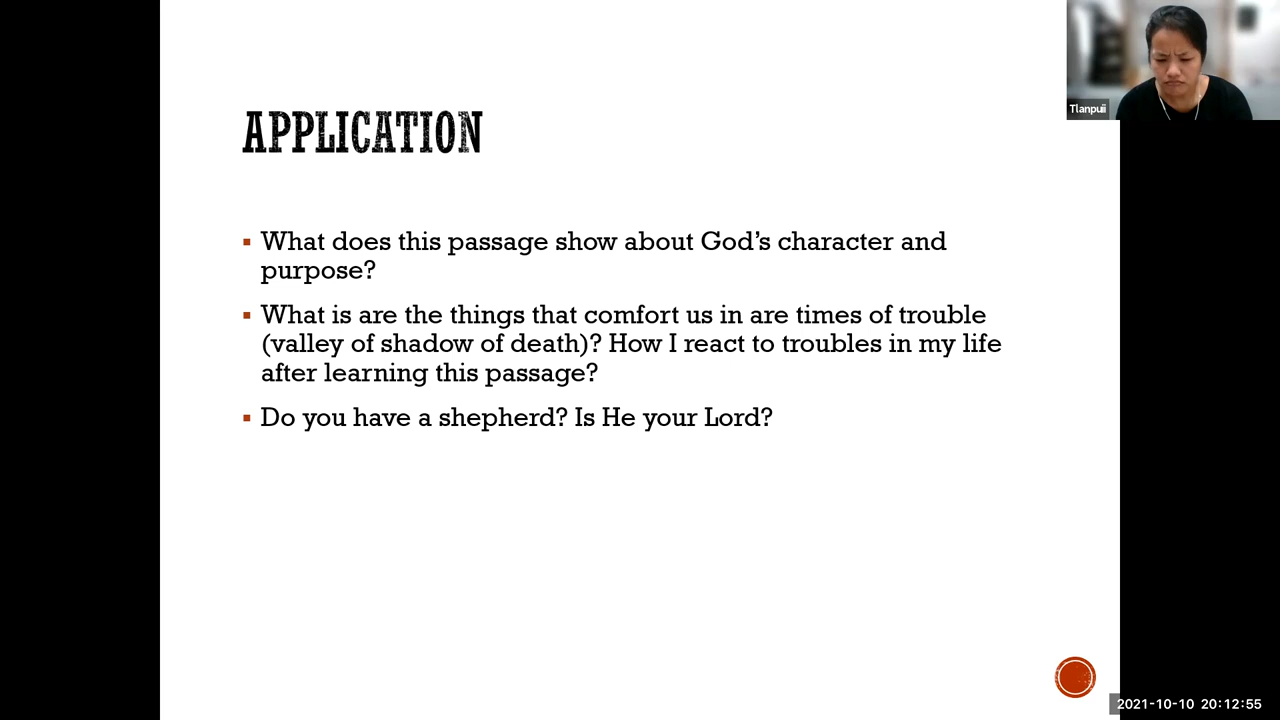 Tlanpuii
APPLICATION
What does this passage show about God's character and
purpose?
What is are the things that comfort us in are times of trouble
(valley of shadow of death)? How I react to troubles in my life
after learning this passage?
Do you have a shepherd? Is He your Lord?
2021-10-10 20:12:55